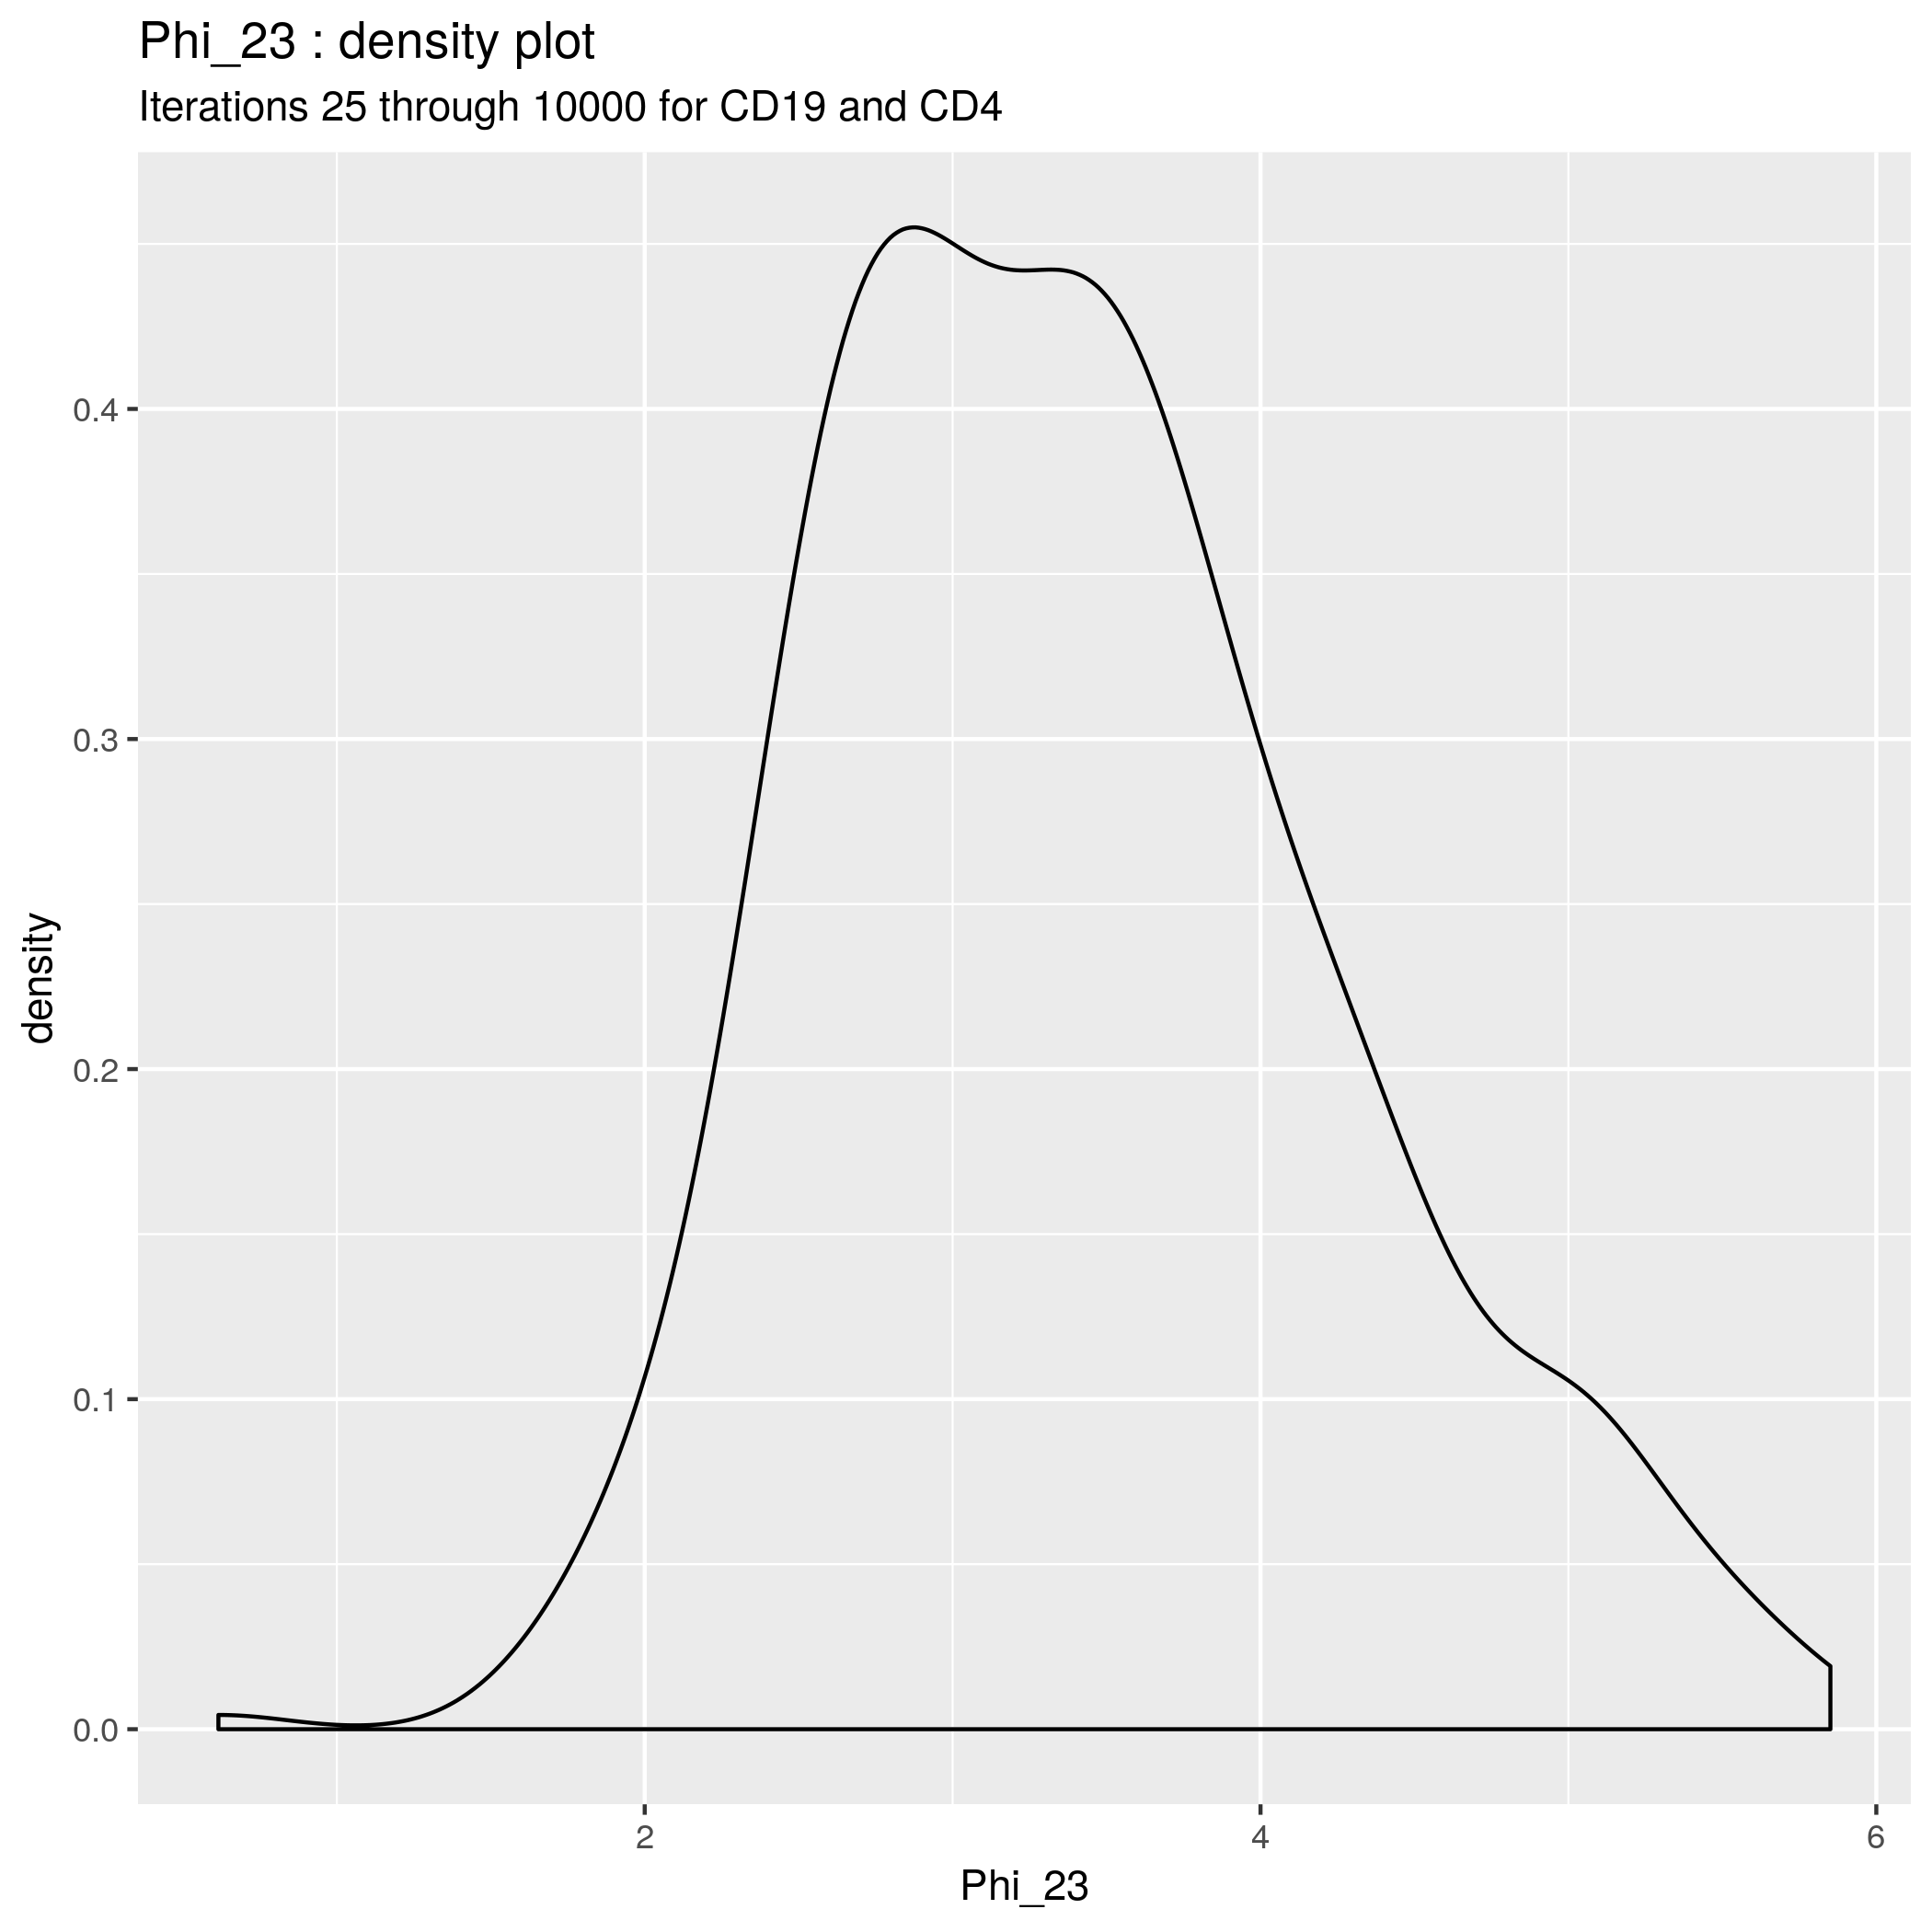 Phi_23 : density plot
Iterations 25 through 10000 for CD19 and CD4
density
0.4
0.3
0.2
0.1
0.0
2
4
6
Phi_23